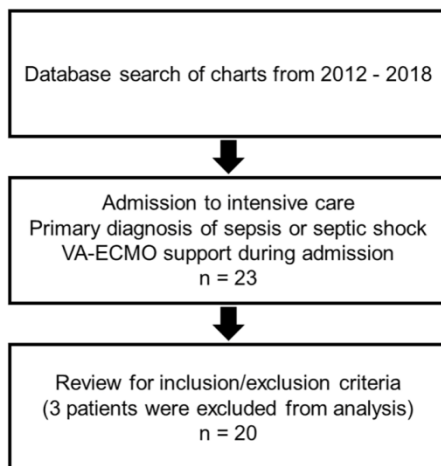 Database search of charts from 2012 - 2018
Admission to intensive care
Primary diagnosis of sepsis or septic shock
VA-ECMO support during admission
n = 23
Review for inclusion/exclusion criteria
(3 patients were excluded from analysis)
n = 20